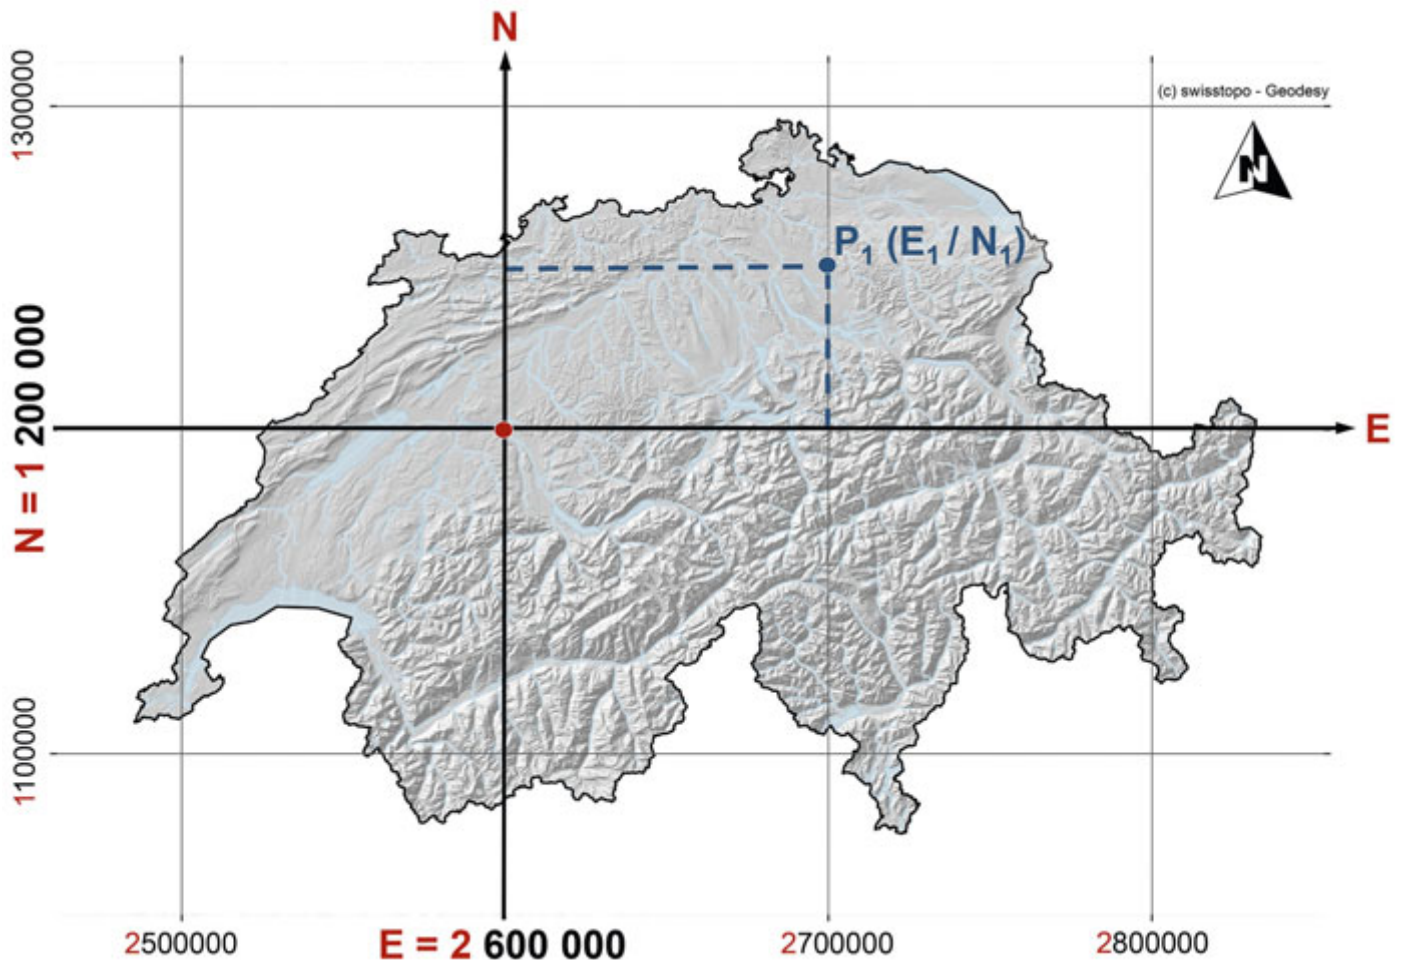 N
1300000
(c) swisstopo - Geodesy
N
P1 (E1 / N1)
N = 1 200 000
E
1100000
2500000
E = 2 600 000
2700000
2800000